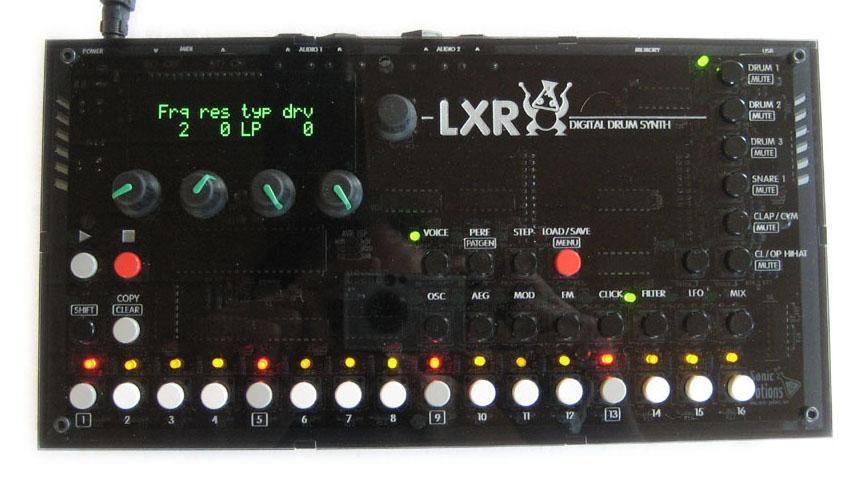 POWER MIDI AUDIO 1 AUDIO 2 MEMORY USB
DRUM 1
MUTE
Frq res typ drv
2 0 LP 0
LXR
DIGITAL DRUM SYNTH
DRUM 2
MUTE
DRUM 3
MUTE
SNARE 1
MUTE
CLAP/CYM
MUTE
VOICE PERF STEP LOAD/SAVE
PATGEN MENU
CL/OP HIHAT
MUTE
COPY
SHIFT CLEAR
OSC AEG MOD FM CLICK FILTER LFO MIX
Sonic
1 2 3 4 5 6 7 8 9 10 11 12 13 14 15 16